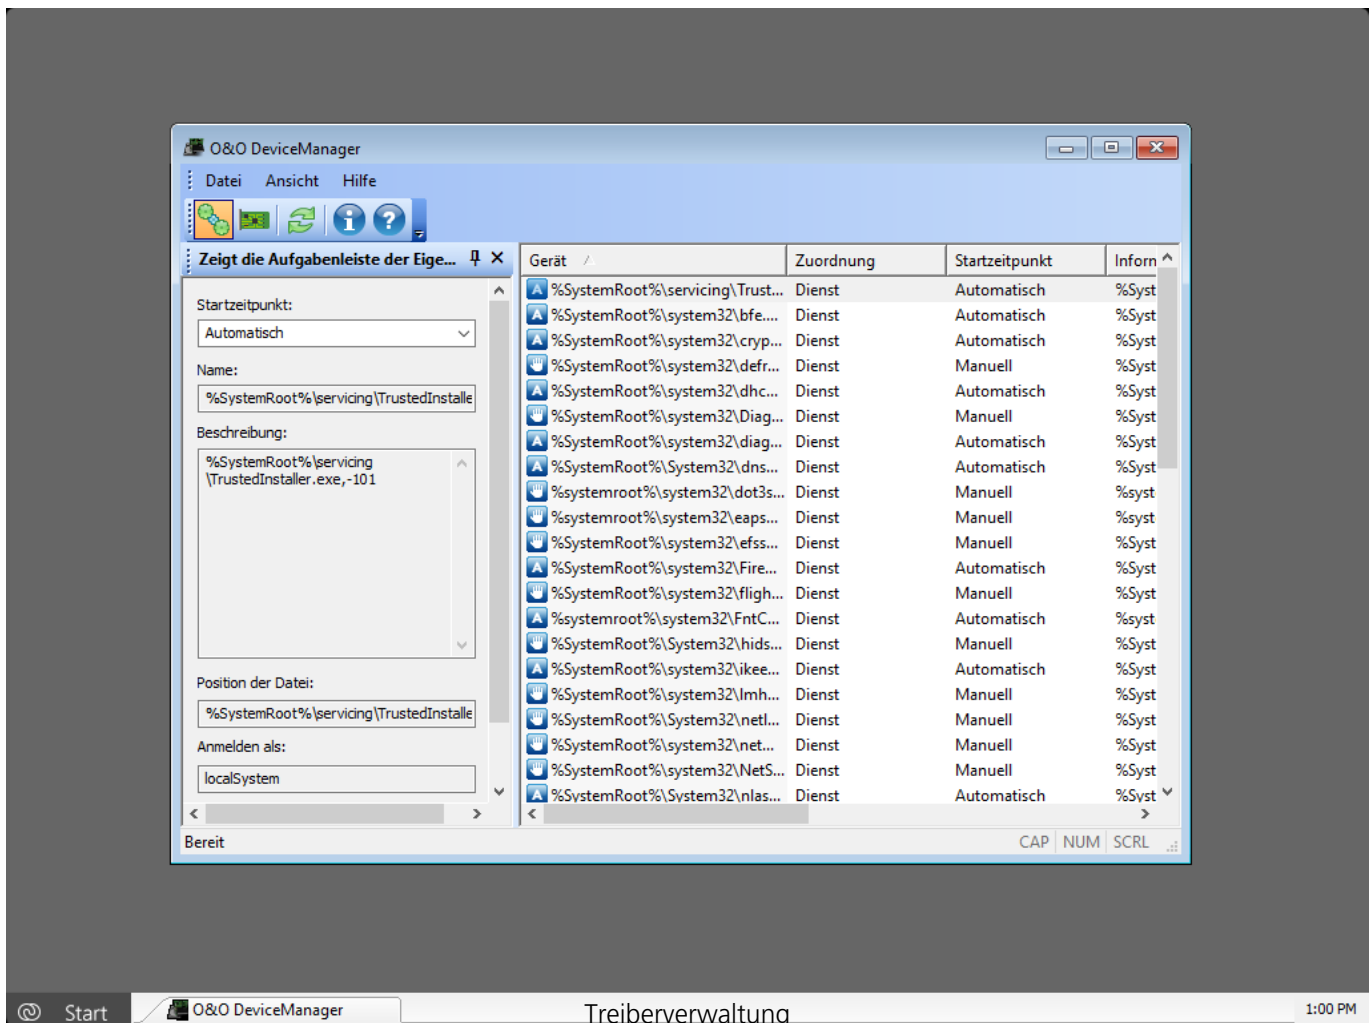 O&O DeviceManager
Datei Ansicht Hilfe
Zeigt die Aufgabenleiste der Eige...
Startzeitpunkt:
Automatisch
Name:
%SystemRoot%\servicing\TrustedInstalle
Beschreibung:
%SystemRoot%\servicing
\TrustedInstaller.exe,-101
Position der Datei:
%SystemRoot%\servicing\TrustedInstalle
Anmelden als:
localSystem
Gerät Zuordnung Startzeitpunkt Inform
%SystemRoot%\servicing\Trust... Dienst Automatisch %Syst
%SystemRoot%\system32\bfe.... Dienst Automatisch %Syst
%SystemRoot%\system32\cryp... Dienst Automatisch %Syst
%SystemRoot%\system32\defr... Dienst Manuell %Syst
%SystemRoot%\system32\dhc... Dienst Automatisch %Syst
%SystemRoot%\system32\Diag... Dienst Manuell %Syst
%SystemRoot%\system32\diag... Dienst Automatisch %Syst
%SystemRoot%\System32\dns... Dienst Automatisch %Syst
%systemroot%\system32\dot3s... Dienst Manuell %syst
%systemroot%\system32\eaps... Dienst Manuell %syst
%SystemRoot%\system32\efss... Dienst Manuell %Syst
%SystemRoot%\system32\Fire... Dienst Automatisch %Syst
%SystemRoot%\system32\fligh... Dienst Manuell %Syst
%systemroot%\system32\FntC... Dienst Automatisch %syst
%SystemRoot%\System32\hids... Dienst Manuell %Syst
%SystemRoot%\system32\ikee... Dienst Automatisch %Syst
%SystemRoot%\system32\lmh... Dienst Manuell %Syst
%SystemRoot%\System32\netl... Dienst Manuell %Syst
%SystemRoot%\system32\net... Dienst Manuell %Syst
%SystemRoot%\system32\NetS... Dienst Manuell %Syst
%SystemRoot%\System32\nlas... Dienst Automatisch %Syst
Bereit CAP NUM SCRL
Start O&O DeviceManager Treiberverwaltung 1:00 PM